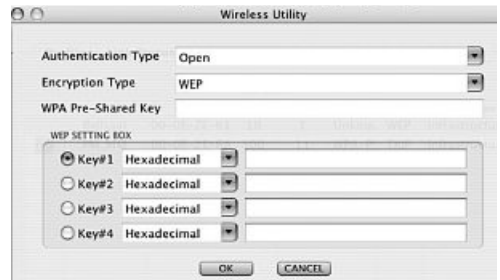 Wireless Utility
Authentication Type Open
Encryption Type WEP
WPA Pre-Shared Key
WEP SETTING BOX
Key#1 Hexadecimal
Key#2 Hexadecimal
Key#3 Hexadecimal
Key#4 Hexadecimal
OK CANCEL